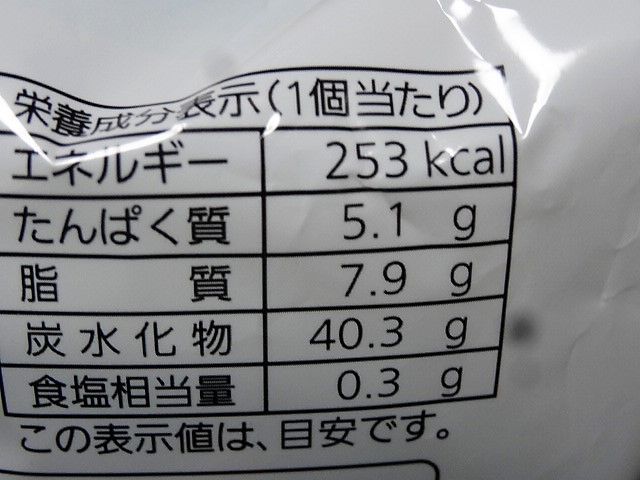 栄養成分表示(1個当たり)
エネルギー 253 kcal
たんぱく質 5.1 g
脂質 7.9 g
炭水化物 40.3 g
食塩相当量 0.3 g
この表示値は、目安です。